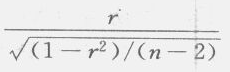 r
√(1-r²)/(n-2)